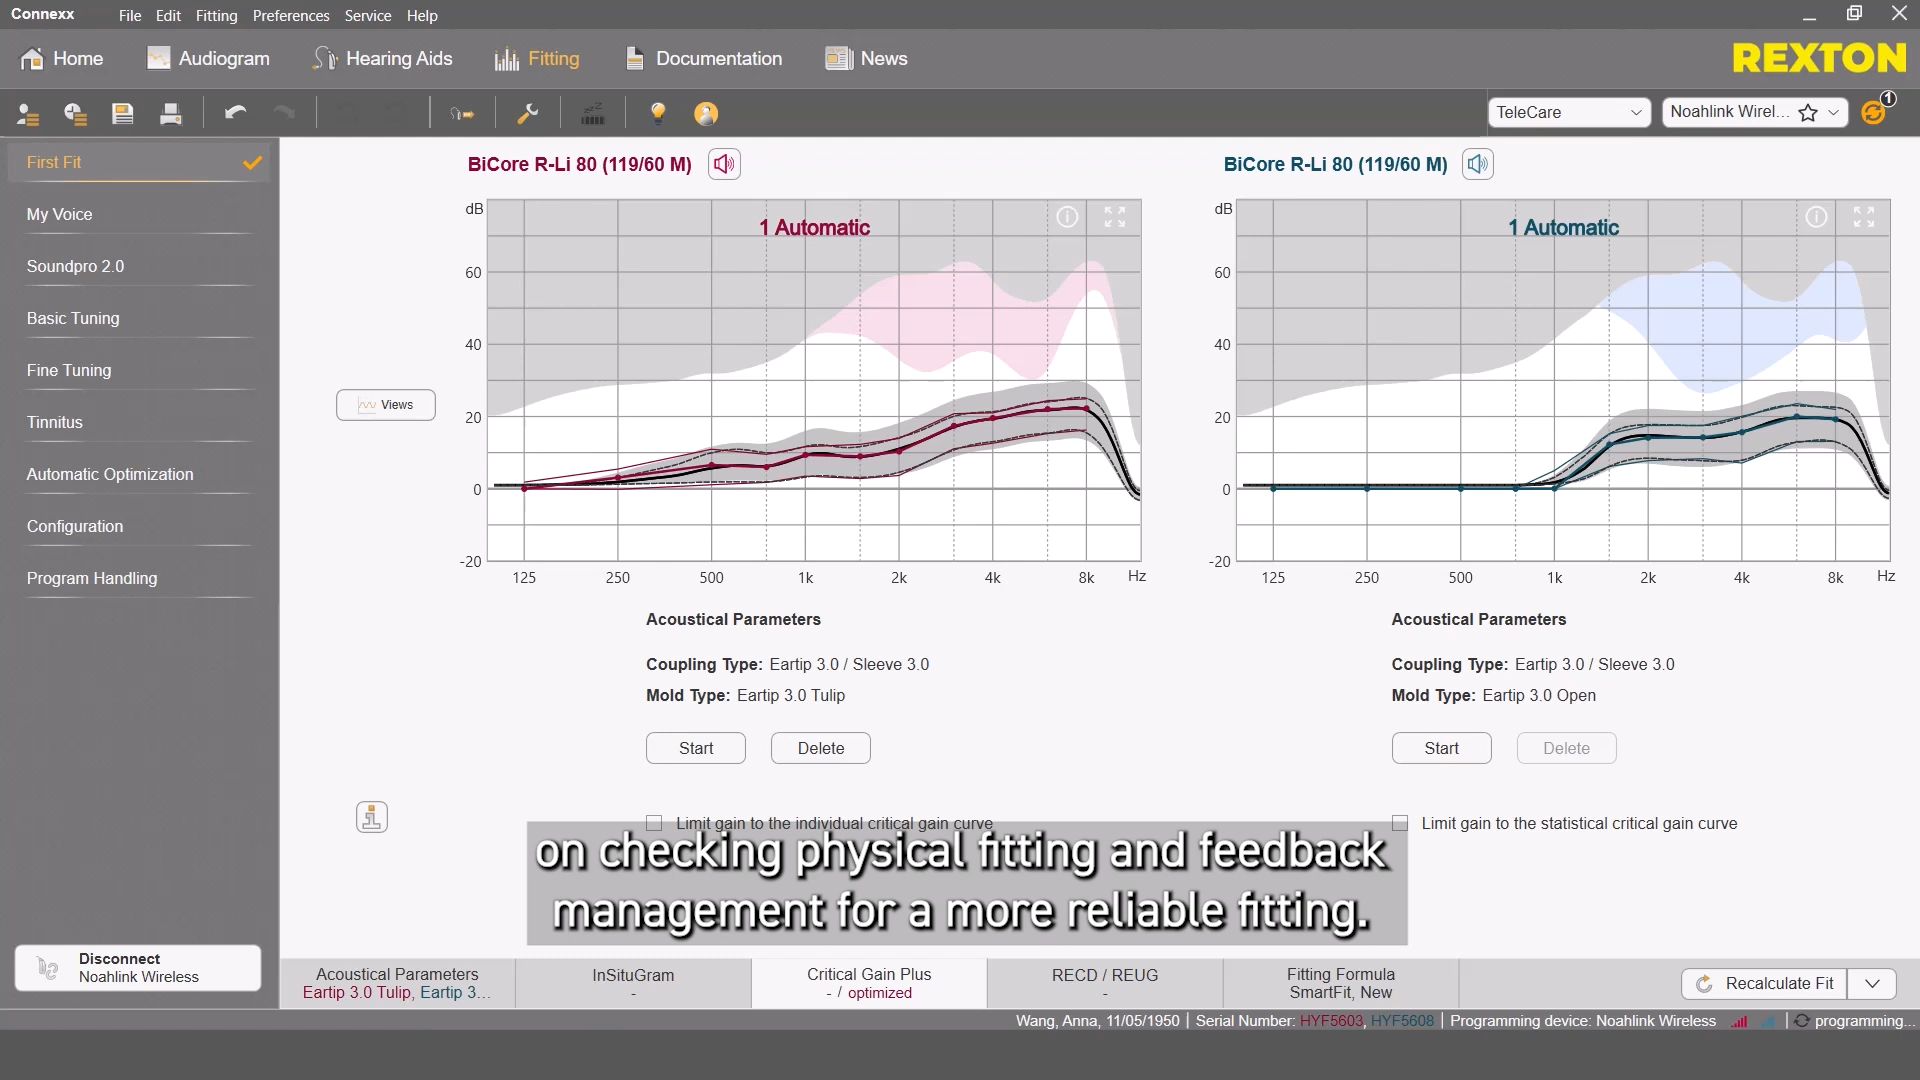 Connexx File Edit Fitting Preferences Service Help
Home Audiogram Hearing Aids Fitting Documentation News REXTON
TeleCare Noahlink Wirel... 1
First Fit
My Voice
Soundpro 2.0
Basic Tuning
Fine Tuning
Tinnitus
Automatic Optimization
Configuration
Program Handling
Disconnect
Noahlink Wireless
Views
BiCore R-Li 80 (119/60 M)
dB
1 Automatic
60
40
20
0
-20
125 250 500 1k 2k 4k 8k Hz
Acoustical Parameters
Coupling Type: Eartip 3.0 / Sleeve 3.0
Mold Type: Eartip 3.0 Tulip
Start Delete
Limit gain to the individual critical gain curve
BiCore R-Li 80 (119/60 M)
dB
1 Automatic
60
40
20
0
-20
125 250 500 1k 2k 4k 8k Hz
Acoustical Parameters
Coupling Type: Eartip 3.0 / Sleeve 3.0
Mold Type: Eartip 3.0 Open
Start Delete
Limit gain to the statistical critical gain curve
on checking physical fitting and feedback
management for a more reliable fitting.
Acoustical Parameters
Eartip 3.0 Tulip, Eartip 3...
InSituGram
-
Critical Gain Plus
- / optimized
RECD / REUG
-
Fitting Formula
SmartFit, New
Recalculate Fit
Wang, Anna, 11/05/1950 | Serial Number: HYF5603, HYF5608 | Programming device: Noahlink Wireless | programming...